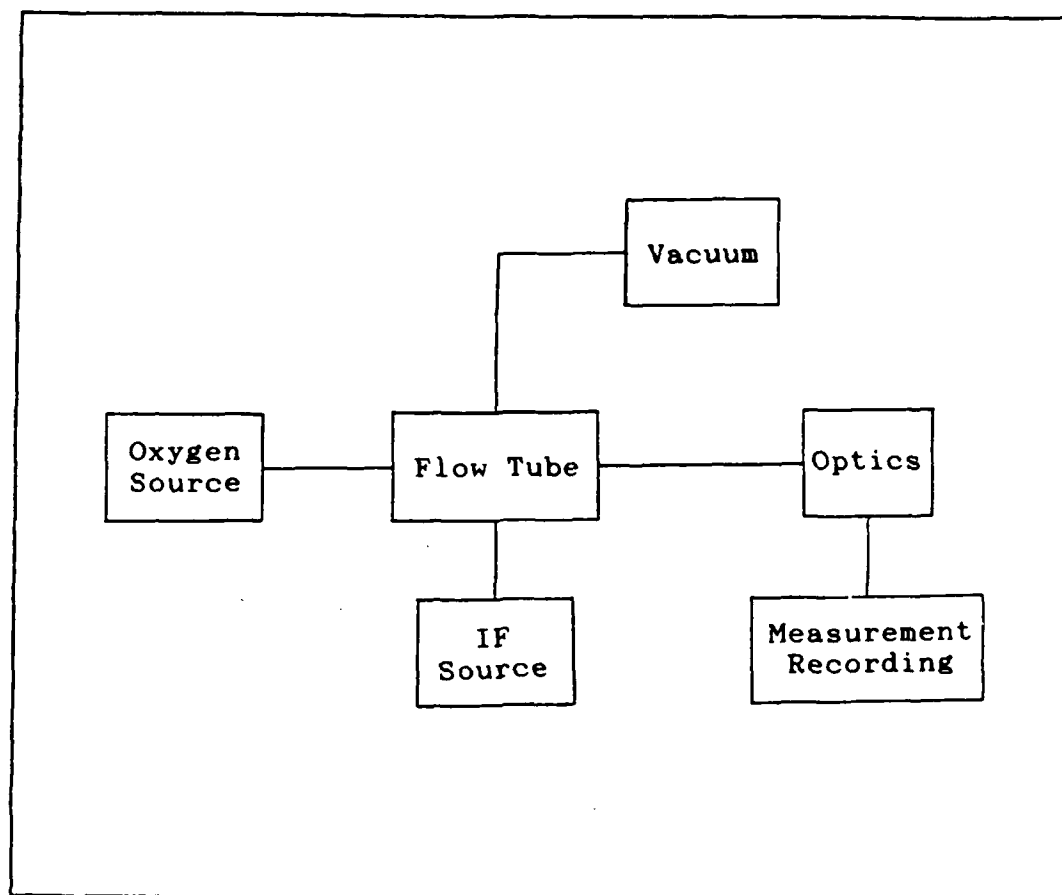 Vacuum
Oxygen
Source
Flow Tube
Optics
IF
Source
Measurement
Recording